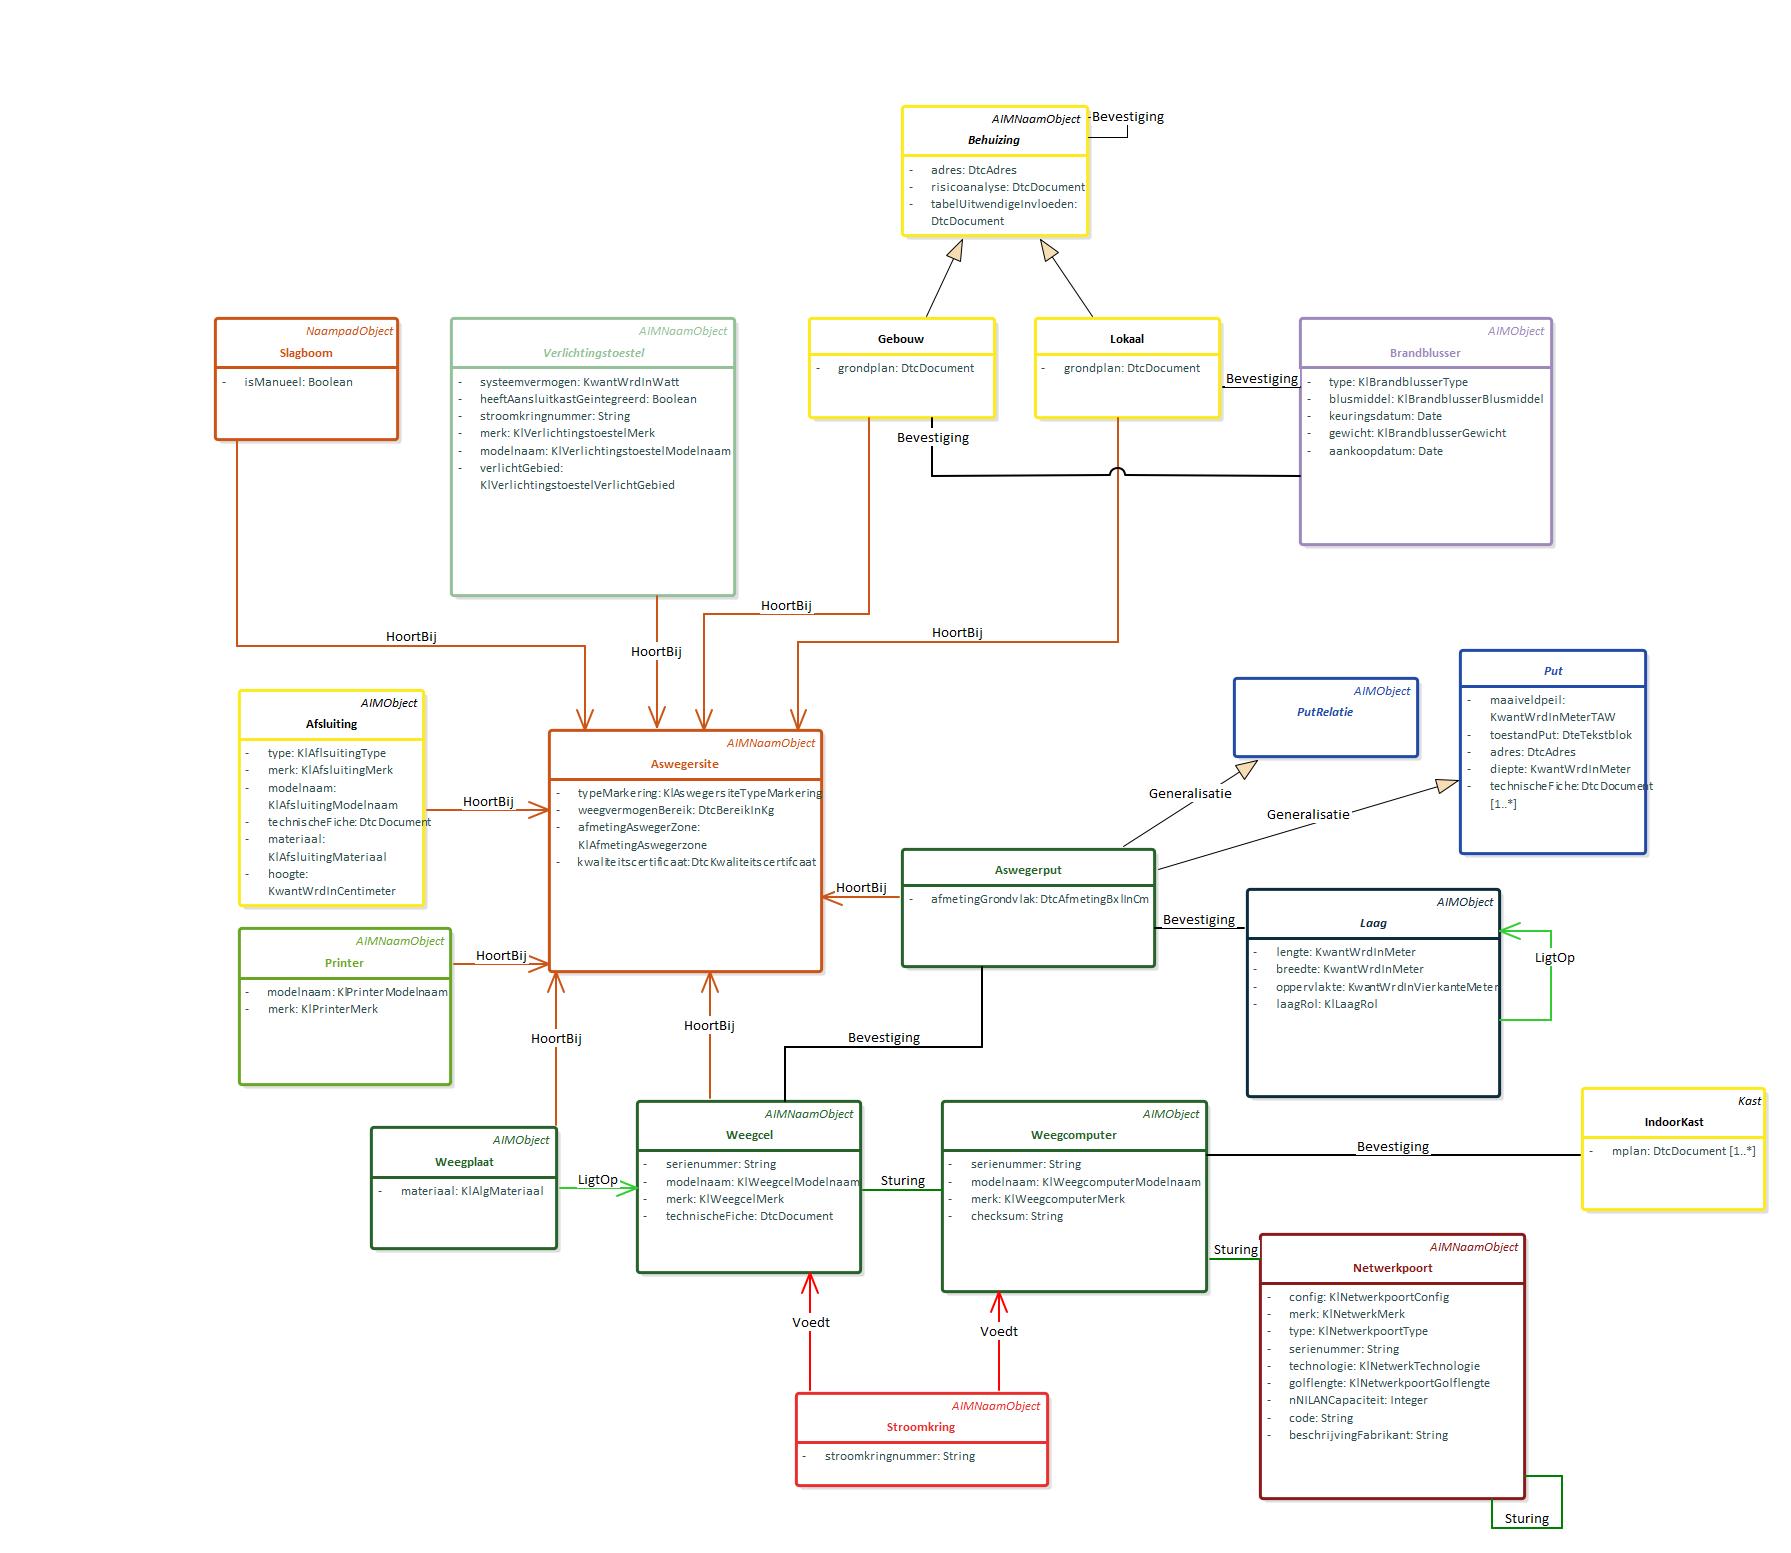 AIMNaamObject
Behuizing
- adres: DtcAdres
- risicoanalyse: DtcDocument
- tabelUitwendigeInvloeden:
DtcDocument
Bevestiging
NaampadObject
Slagboom
- isManueel: Boolean
AIMNaamObject
Verlichtingstoestel
- systeemvermogen: KwantWrdInWatt
- heeftAansluitkastGeintegreerd: Boolean
- stroomkringnummer: String
- merk: KlVerlichtingstoestelMerk
- modelnaam: KlVerlichtingstoestelModelnaam
- verlichtGebied:
KlVerlichtingstoestelVerlichtGebied
Gebouw
- grondplan: DtcDocument
Lokaal
- grondplan: DtcDocument
Bevestiging
AIMObject
Brandblusser
- type: KlBrandblusserType
- blusmiddel: KlBrandblusserBlusmiddel
- keuringsdatum: Date
- gewicht: KlBrandblusserGewicht
- aankoopdatum: Date
Bevestiging
HoortBij
HoortBij
HoortBij
HoortBij
AIMObject
Afsluiting
- type: KlAflsuitingType
- merk: KlAfsluitingMerk
- modelnaam:
KlAfsluitingModelnaam
- technischeFiche: DtcDocument
- materiaal:
KlAfsluitingMateriaal
- hoogte:
KwantWrdInCentimeter
HoortBij
AIMNaamObject
Aswegersite
- typeMarkering: KlAswegersiteTypeMarkering
- weegvermogenBereik: DtcBereikInKg
- afmetingAswegerZone:
KlAfmetingAswegerzone
- kwaliteitscertificaat: DtcKwaliteitscertifcaat
AIMObject
PutRelatie
Put
- maaiveldpeil:
KwantWrdInMeterTAW
- toestandPut: DteTekstblok
- adres: DtcAdres
- diepte: KwantWrdInMeter
- technischeFiche: DtcDocument
[1..*]
Generalisatie
Generalisatie
Aswegerput
- afmetingGrondvlak: DtcAfmetingBxlInCm
HoortBij
Bevestiging
AIMObject
Laag
- lengte: KwantWrdInMeter
- breedte: KwantWrdInMeter
- oppervlakte: KwantWrdInVierkanteMeter
- laagRol: KlLaagRol
LigtOp
AIMNaamObject
Printer
- modelnaam: KlPrinterModelnaam
- merk: KlPrinterMerk
HoortBij
HoortBij
HoortBij
Bevestiging
AIMObject
Weegplaat
- materiaal: KlAlgMateriaal
LigtOp
AIMNaamObject
Weegcel
- serienummer: String
- modelnaam: KlWeegcelModelnaam
- merk: KlWeegcelMerk
- technischeFiche: DtcDocument
Sturing
AIMObject
Weegcomputer
- serienummer: String
- modelnaam: KlWeegcomputerModelnaam
- merk: KlWeegcomputerMerk
- checksum: String
Bevestiging
Kast
IndoorKast
- mplan: DtcDocument [1..*]
Sturing
AIMNaamObject
Netwerkpoort
- config: KlNetwerkpoortConfig
- merk: KlNetwerkMerk
- type: KlNetwerkpoortType
- serienummer: String
- technologie: KlNetwerkTechnologie
- golflengte: KlNetwerkpoortGolflengte
- nNILANCapaciteit: Integer
- code: String
- beschrijvingFabrikant: String
Sturing
Voedt
Voedt
AIMNaamObject
Stroomkring
- stroomkringnummer: String